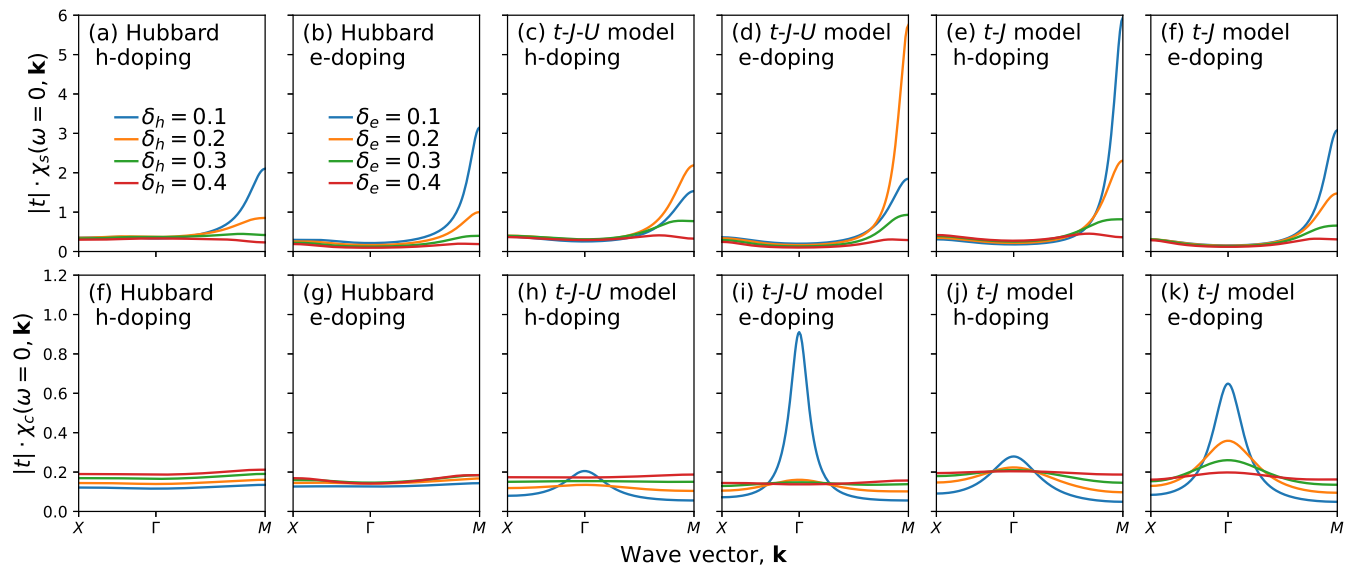 |t| · χs(ω = 0, k)
6
5
4
3
2
1
0
(a) Hubbard
h-doping
δh = 0.1
δh = 0.2
δh = 0.3
δh = 0.4
(b) Hubbard
e-doping
δe = 0.1
δe = 0.2
δe = 0.3
δe = 0.4
(c) t-J-U model
h-doping
(d) t-J-U model
e-doping
(e) t-J model
h-doping
(f) t-J model
e-doping
|t| · χc(ω = 0, k)
1.2
1.0
0.8
0.6
0.4
0.2
0.0
(f) Hubbard
h-doping
(g) Hubbard
e-doping
(h) t-J-U model
h-doping
(i) t-J-U model
e-doping
(j) t-J model
h-doping
(k) t-J model
e-doping
X Γ M X Γ M X Γ M X Γ M X Γ M X Γ M
Wave vector, k